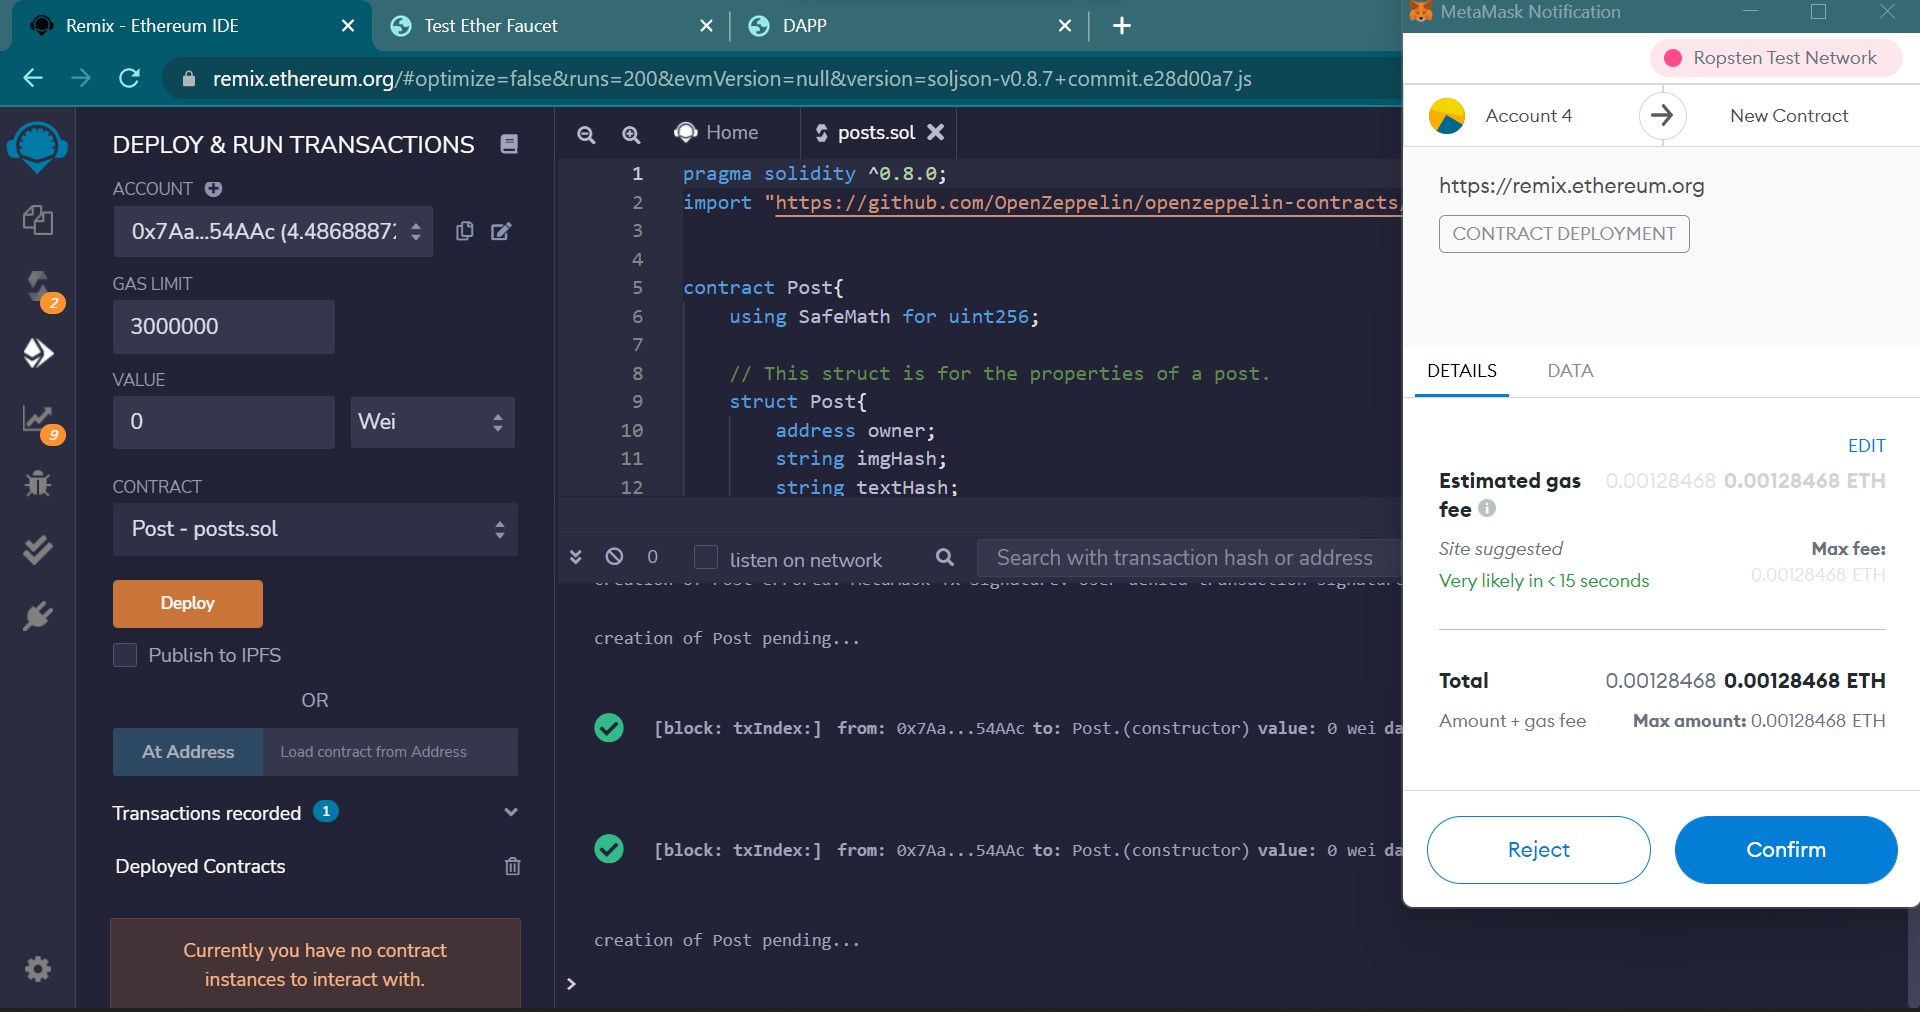 Remix - Ethereum IDE
Test Ether Faucet
DAPP
remix.ethereum.org/#optimize=false&runs=200&evmVersion=null&version=soljson-v0.8.7+commit.e28d00a7.js
DEPLOY & RUN TRANSACTIONS
ACCOUNT
0x7Aa...54AAc (4.4868887
GAS LIMIT
3000000
VALUE
0
Wei
CONTRACT
Post - posts.sol
Deploy
Publish to IPFS
OR
At Address
Load contract from Address
Transactions recorded 1
Deployed Contracts
Currently you have no contract
instances to interact with.
2
9
Home
posts.sol
1 pragma solidity ^0.8.0;
2 import "https://github.com/OpenZeppelin/openzeppelin-contracts/
3
4
5 contract Post{
6 using SafeMath for uint256;
7
8 // This struct is for the properties of a post.
9 struct Post{
10 address owner;
11 string imgHash;
12 string textHash;
0
listen on network
Search with transaction hash or address
creation of Post errored: MetaMask Tx Signature: User denied transaction signature
creation of Post pending...
[block: txIndex:] from: 0x7Aa...54AAc to: Post.(constructor) value: 0 wei da
[block: txIndex:] from: 0x7Aa...54AAc to: Post.(constructor) value: 0 wei da
creation of Post pending...
>
MetaMask Notification
Ropsten Test Network
Account 4
New Contract
https://remix.ethereum.org
CONTRACT DEPLOYMENT
DETAILS
DATA
EDIT
Estimated gas
fee
0.00128468 0.00128468 ETH
Site suggested
Max fee:
Very likely in < 15 seconds
0.00128468 ETH
Total
0.00128468 0.00128468 ETH
Amount + gas fee
Max amount: 0.00128468 ETH
Reject
Confirm